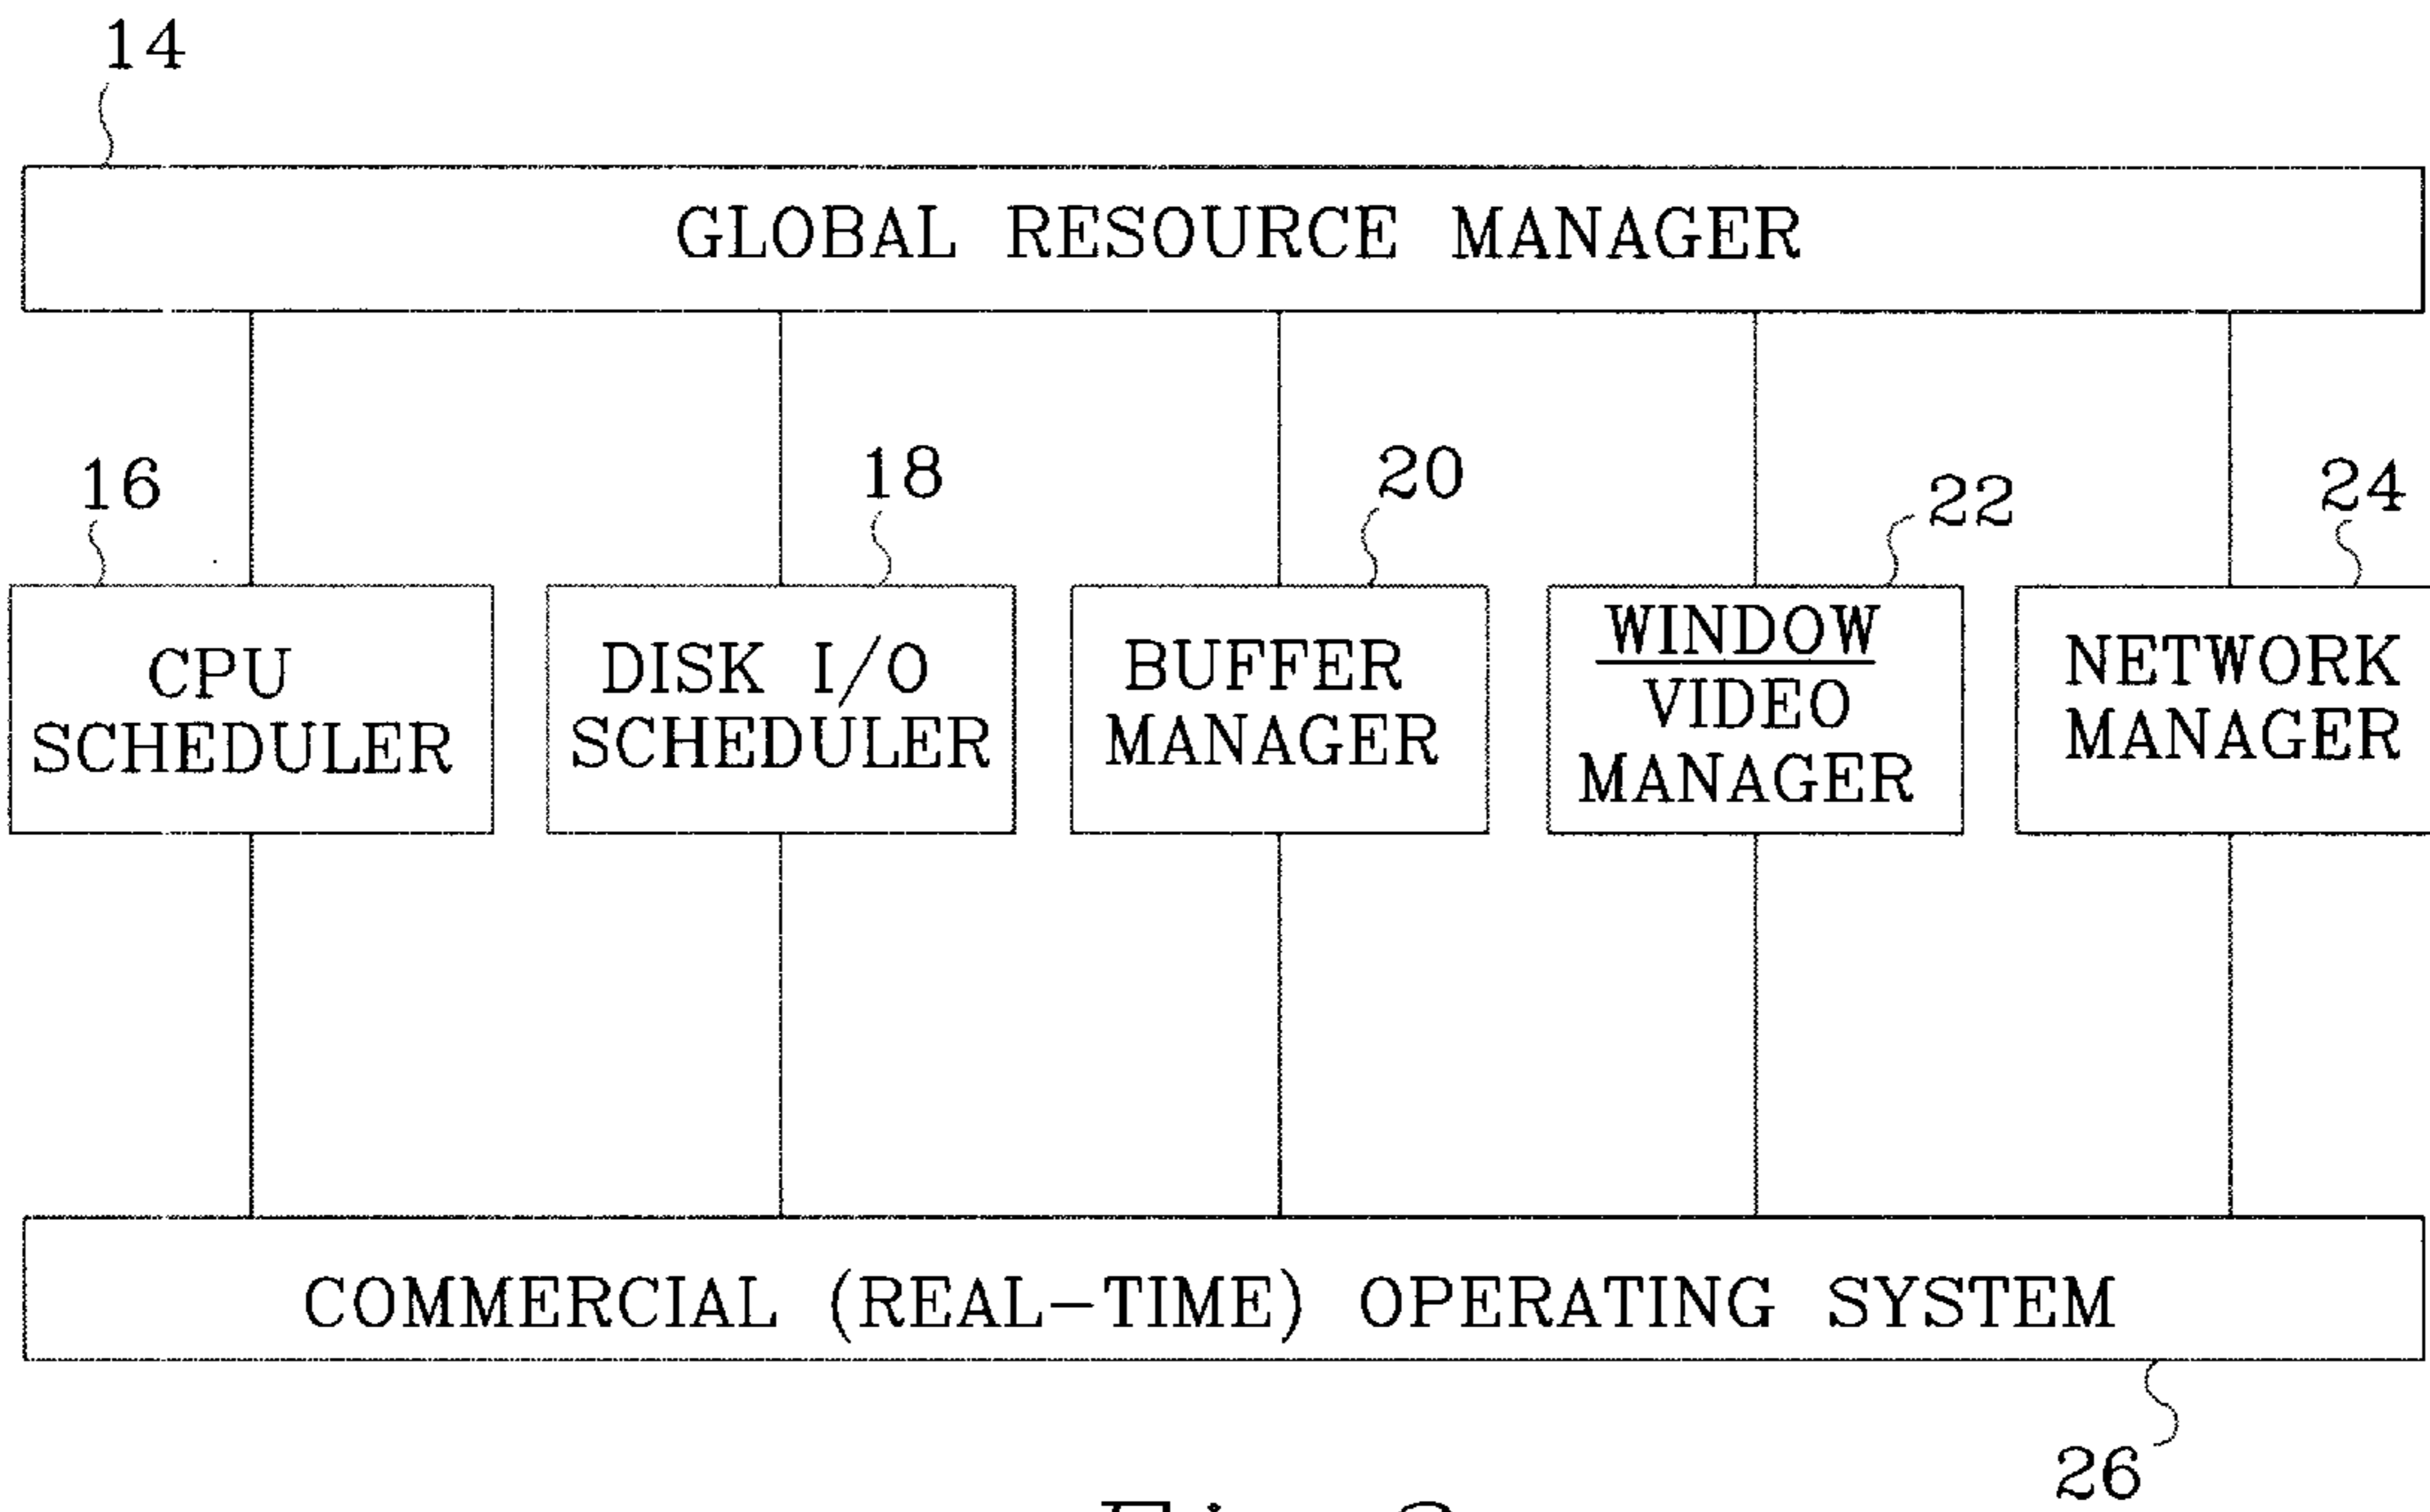 14
GLOBAL RESOURCE MANAGER
16
18
20
22
24
CPU
SCHEDULER
DISK I/O
SCHEDULER
BUFFER
MANAGER
WINDOW
VIDEO
MANAGER
NETWORK
MANAGER
COMMERCIAL (REAL-TIME) OPERATING SYSTEM
26